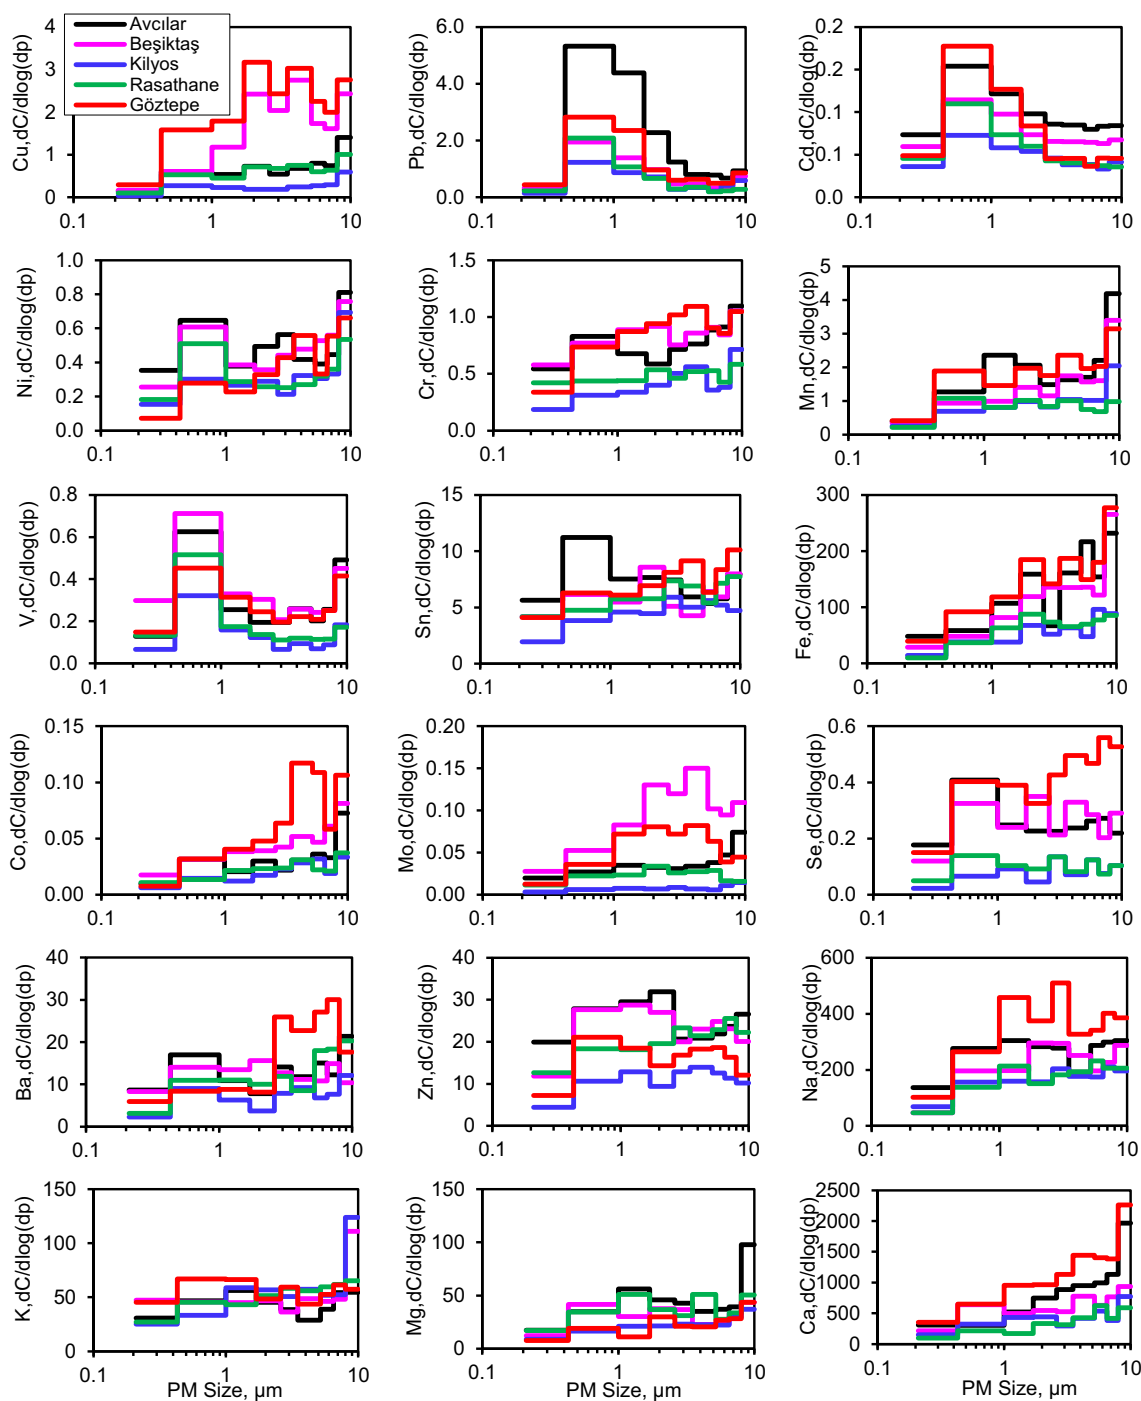 Avcılar
Beşiktaş
Kilyos
Rasathane
Göztepe
Cu,dC/dlog(dp)
4
3
2
1
0
0.1 1 10
Pb,dC/dlog(dp)
6.0
4.0
2.0
0.0
0.1 1 10
Cd,dC/dlog(dp)
0.2
0.2
0.1
0.1
0.0
0.1 1 10
Ni,dC/dlog(dp)
1.0
0.8
0.6
0.4
0.2
0.0
0.1 1 10
Cr,dC/dlog(dp)
1.5
1.0
0.5
0.0
0.1 1 10
Mn,dC/dlog(dp)
5
4
3
2
1
0
0.1 1 10
V,dC/dlog(dp)
0.8
0.6
0.4
0.2
0.0
0.1 1 10
Sn,dC/dlog(dp)
15
10
5
0
0.1 1 10
Fe,dC/dlog(dp)
300
200
100
0
0.1 1 10
Co,dC/dlog(dp)
0.15
0.10
0.05
0.00
0.1 1 10
Mo,dC/dlog(dp)
0.20
0.15
0.10
0.05
0.00
0.1 1 10
Se,dC/dlog(dp)
0.6
0.4
0.2
0.0
0.1 1 10
Ba,dC/dlog(dp)
40
30
20
10
0
0.1 1 10
Zn,dC/dlog(dp)
40
30
20
10
0
0.1 1 10
Na,dC/dlog(dp)
600
400
200
0
0.1 1 10
K,dC/dlog(dp)
150
100
50
0
0.1 1 10
PM Size, µm
Mg,dC/dlog(dp)
150
100
50
0
0.1 1 10
PM Size, µm
Ca,dC/dlog(dp)
2500
2000
1500
1000
500
0
0.1 1 10
PM Size, µm